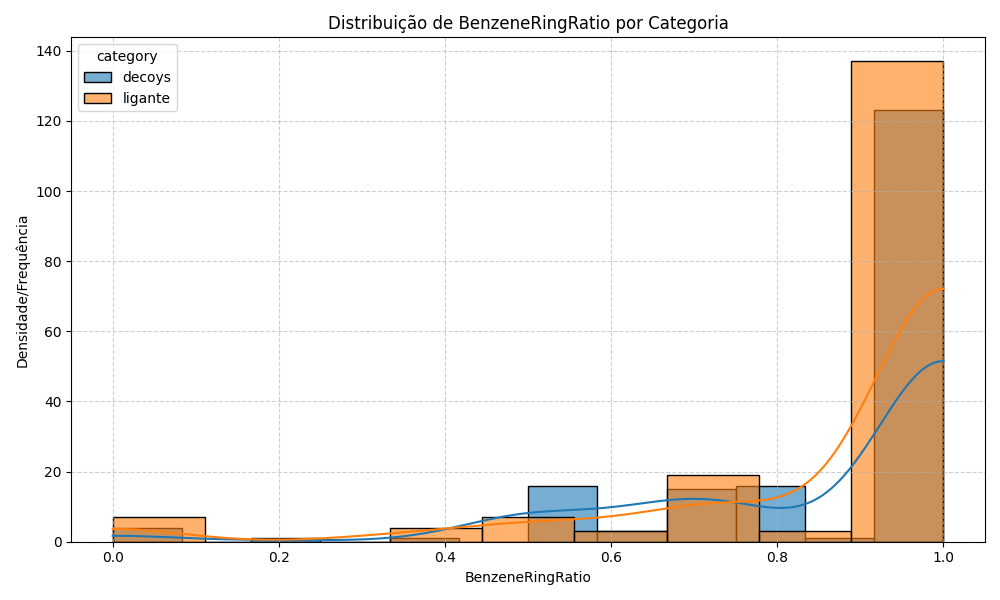 Distribuição de BenzeneRingRatio por Categoria
category
decoys
ligante
Densidade/Frequência
140
120
100
80
60
40
20
0
0.0 0.2 0.4 0.6 0.8 1.0
BenzeneRingRatio